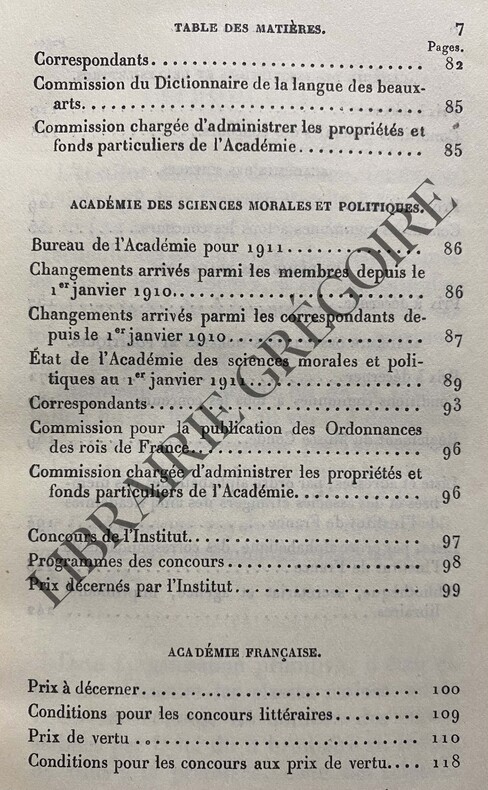 TABLE DES MATIÈRES. 7
Pages.
Correspondants. 82
Commission du Dictionnaire de la langue des beaux-
arts. 85
Commission chargée d'administrer les propriétés et
fonds particuliers de l'Académie. 85
ACADÉMIE DES SCIENCES MORALES ET POLITIQUES.
Bureau de l'Académie pour 1911. 86
Changements arrivés parmi les membres depuis le
1er janvier 1910. 86
Changements arrivés parmi les correspondants de-
puis le 1er janvier 1910. 87
État de l'Académie des sciences morales et poli-
tiques au 1er janvier 1911. 89
Correspondants. 93
Commission pour la publication des Ordonnances
des rois de France. 96
Commission chargée d'administrer les propriétés et
fonds particuliers de l'Académie. 96
Concours de l'Institut. 97
Programmes des concours. 98
Prix décernés par l'Institut. 99
ACADÉMIE FRANÇAISE.
Prix à décerner. 100
Conditions pour les concours littéraires. 109
Prix de vertu. 110
Conditions pour les concours aux prix de vertu. 118
LIBRAIRIE GRÉGOIRE